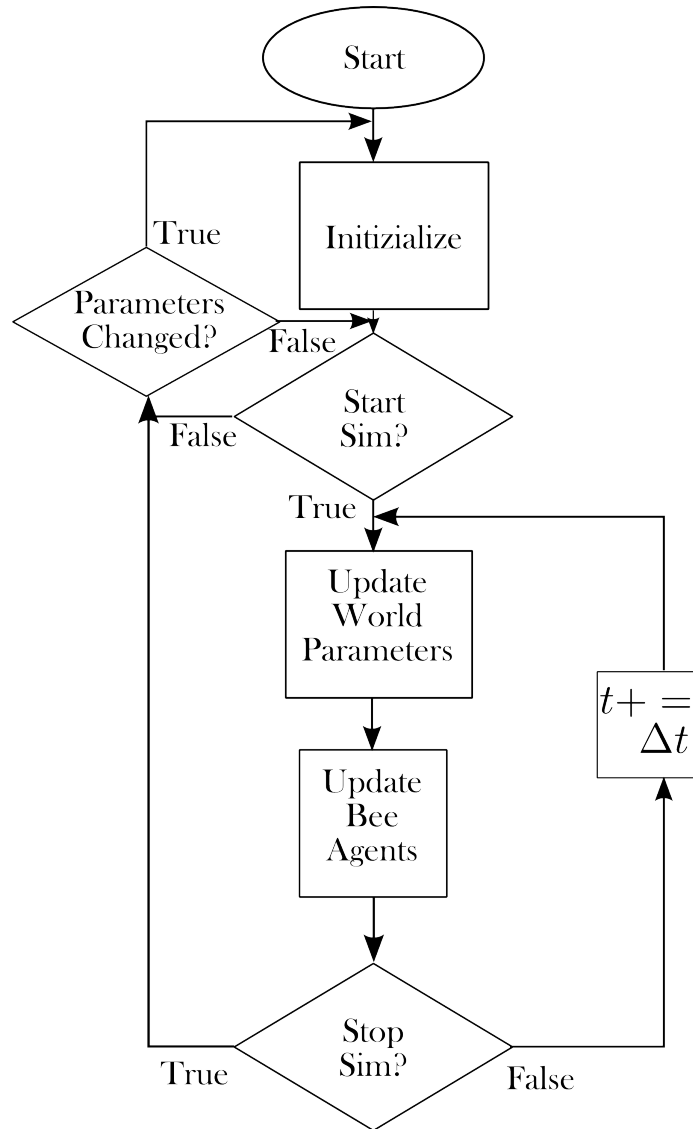 Start
True
Initizialize
Parameters
Changed?
False
Start
Sim?
False
True
Update
World
Parameters
t+ =
Δt
Update
Bee
Agents
Stop
Sim?
True
False